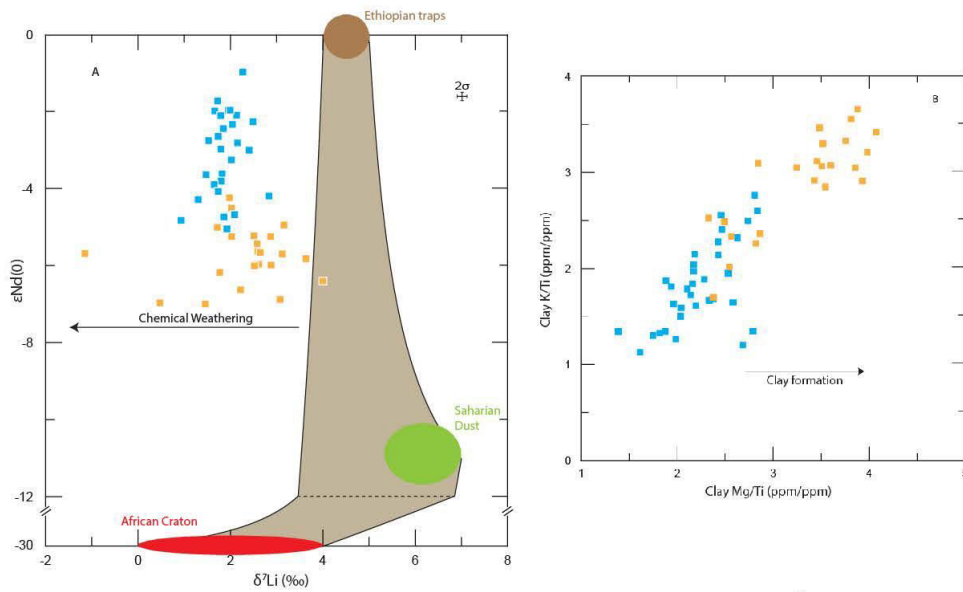 Ethiopian traps
0
A
2σ
-4
εNd(0)
Chemical Weathering
-8
Saharian
Dust
-12
African Craton
-30
-2
0
2
4
6
8
δ⁷Li (‰)
4
B
3
Clay K/Ti (ppm/ppm)
2
1
Clay formation
0
1
2
3
4
Clay Mg/Ti (ppm/ppm)